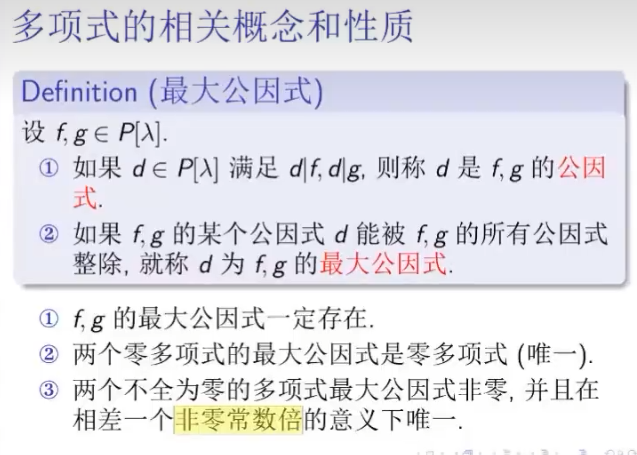 多项式的相关概念和性质
Definition (最大公因式)
设 f, g ∈ P[λ].
① 如果 d ∈ P[λ] 满足 d|f, d|g, 则称 d 是 f, g 的公因
式.
② 如果 f, g 的某个公因式 d 能被 f, g 的所有公因式
整除, 就称 d 为 f, g 的最大公因式.
① f, g 的最大公因式一定存在.
② 两个零多项式的最大公因式是零多项式 (唯一).
③ 两个不全为零的多项式最大公因式非零, 并且在
相差一个非零常数倍的意义下唯一.